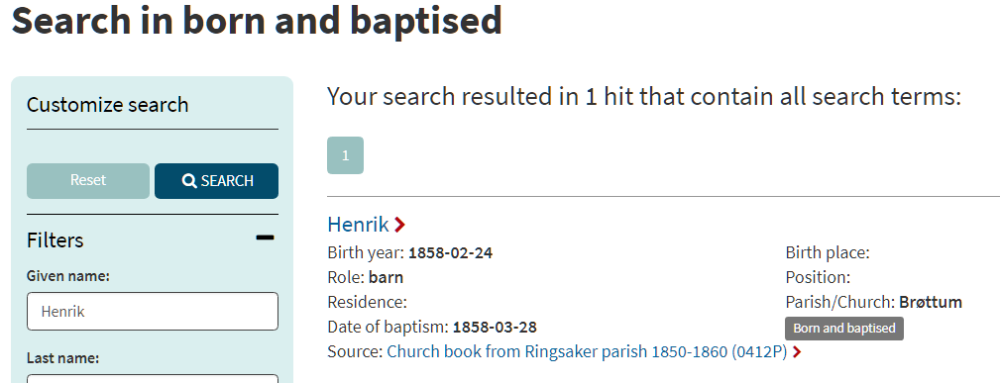 Search in born and baptised
Customize search
Reset
SEARCH
Filters
Given name:
Henrik
Last name:
Your search resulted in 1 hit that contain all search terms:
1
Henrik
Birth year: 1858-02-24
Role: barn
Residence:
Date of baptism: 1858-03-28
Source: Church book from Ringsaker parish 1850-1860 (0412P)
Birth place:
Position:
Parish/Church: Brøttum
Born and baptised